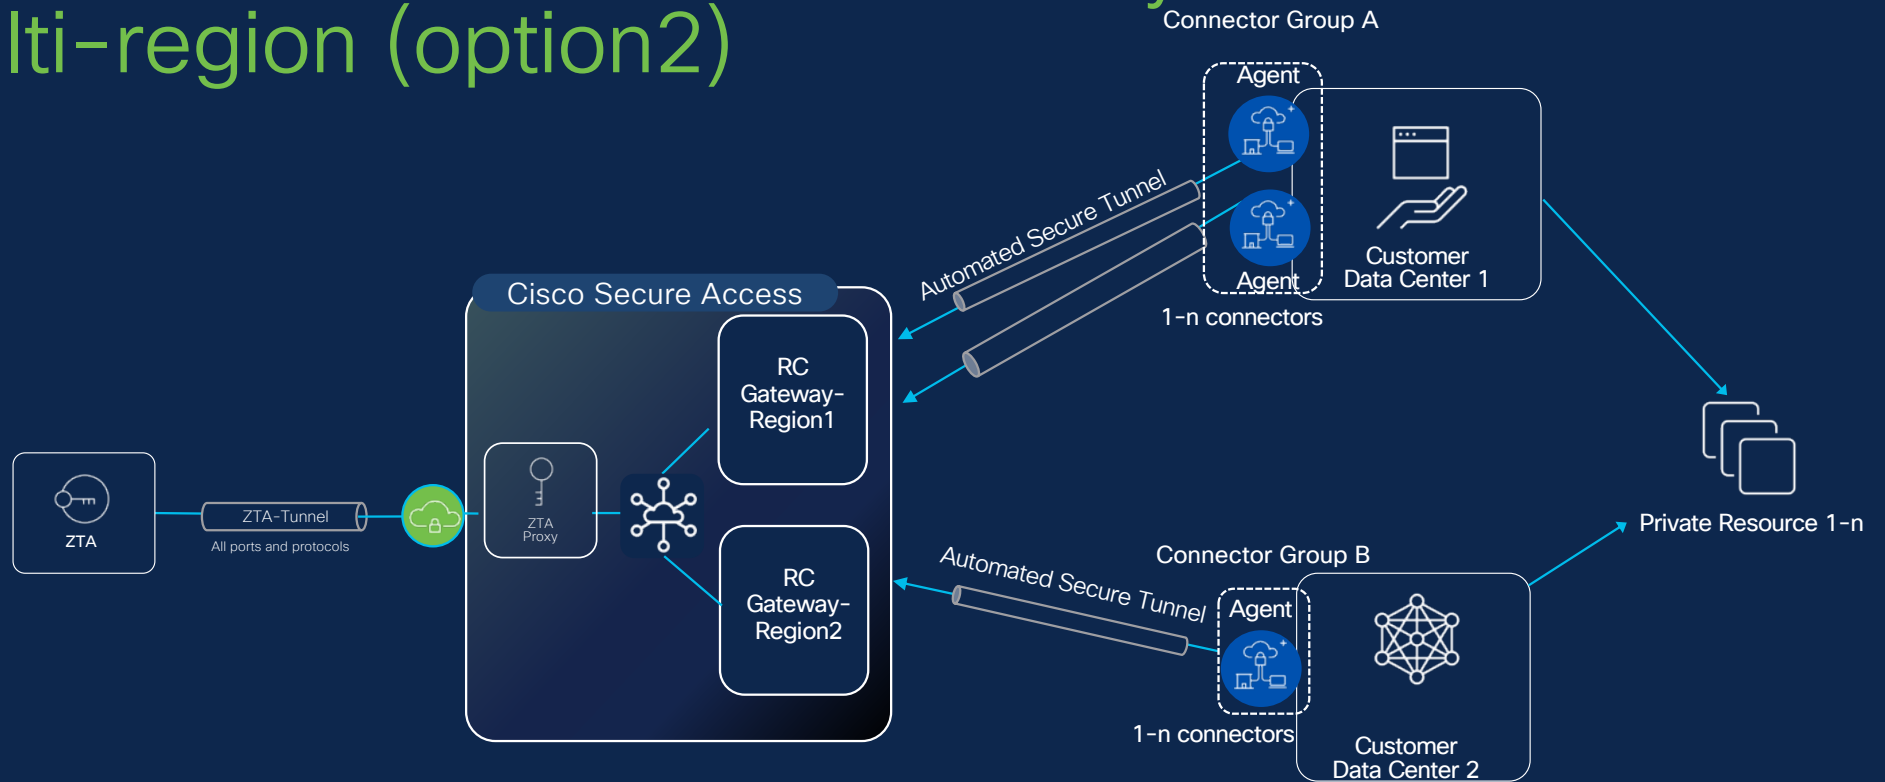 lti-region (option2)
Connector Group A
Agent
Agent
Customer
Data Center 1
1-n connectors
Automated Secure Tunnel
Cisco Secure Access
RC
Gateway-
Region1
ZTA
ZTA-Tunnel
All ports and protocols
ZTA
Proxy
RC
Gateway-
Region2
Private Resource 1-n
Connector Group B
Automated Secure Tunnel
Agent
1-n connectors
Customer
Data Center 2